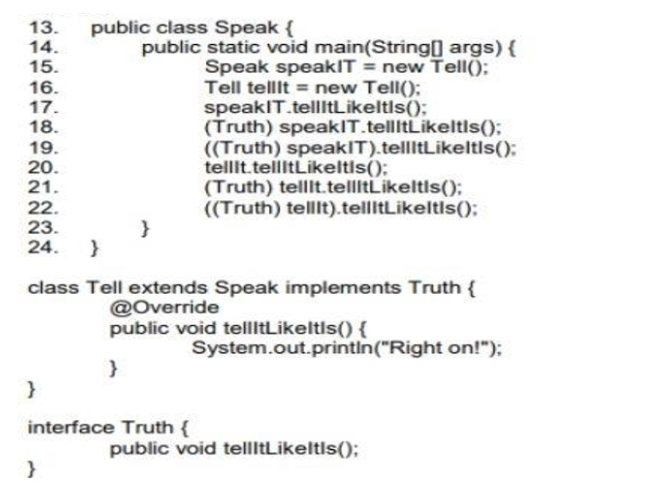 13. public class Speak {
14. public static void main(String[] args) {
15. Speak speakIT = new Tell();
16. Tell tellIt = new Tell();
17. speakIT.tellItLikeItIs();
18. (Truth) speakIT.tellItLikeItIs();
19. ((Truth) speakIT).tellItLikeItIs();
20. tellIt.tellItLikeItIs();
21. (Truth) tellIt.tellItLikeItIs();
22. ((Truth) tellIt).tellItLikeItIs();
23. }
24. }
class Tell extends Speak implements Truth {
@Override
public void tellItLikeItIs() {
System.out.println("Right on!");
}
}
interface Truth {
public void tellItLikeItIs();
}